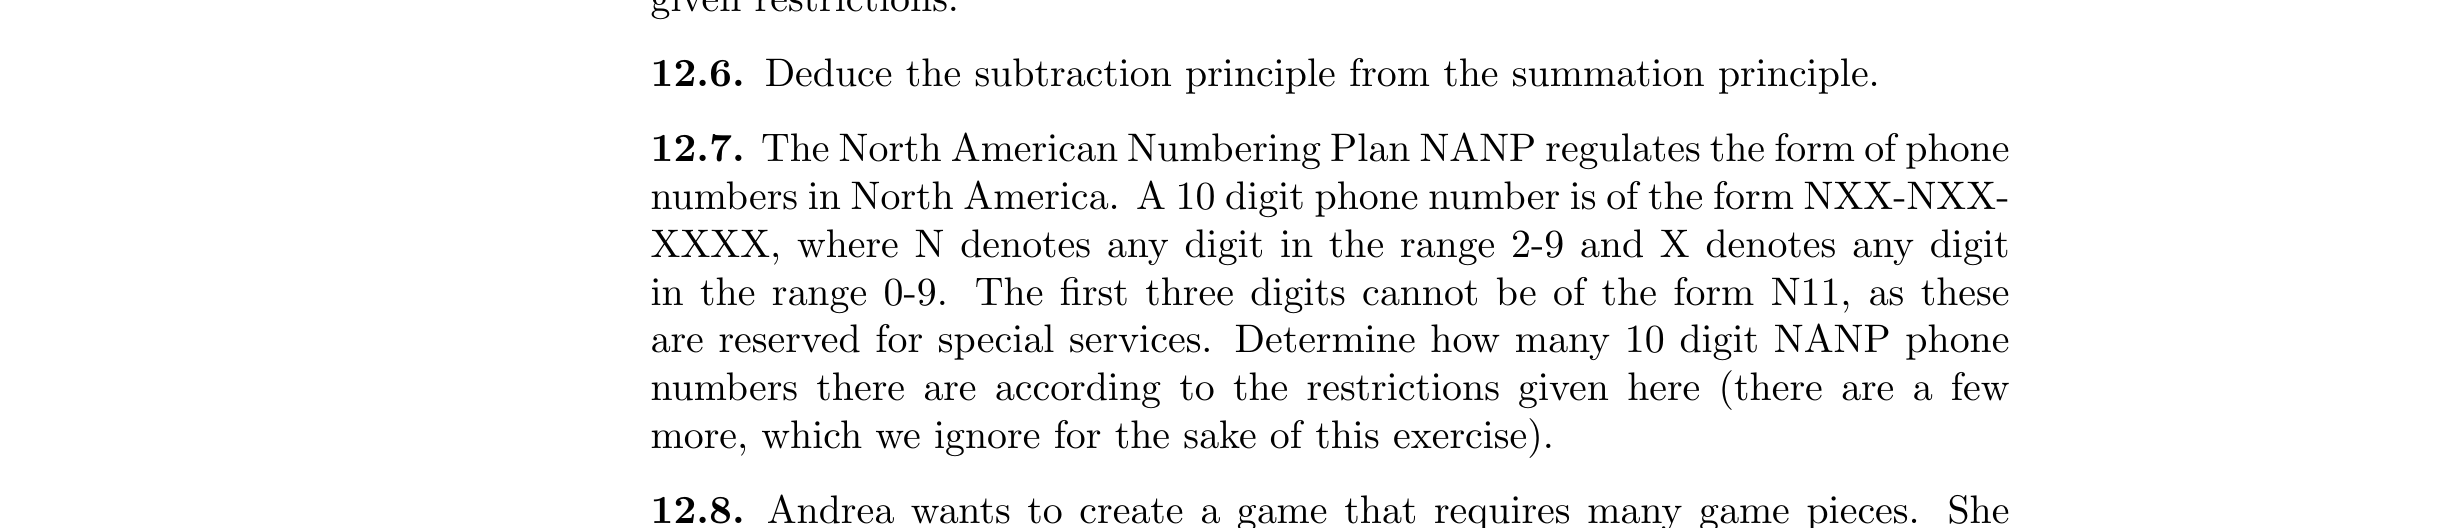 given restrictions.
12.6. Deduce the subtraction principle from the summation principle.
12.7. The North American Numbering Plan NANP regulates the form of phone
numbers in North America. A 10 digit phone number is of the form NXX-NXX-
XXXX, where N denotes any digit in the range 2-9 and X denotes any digit
in the range 0-9. The first three digits cannot be of the form N11, as these
are reserved for special services. Determine how many 10 digit NANP phone
numbers there are according to the restrictions given here (there are a few
more, which we ignore for the sake of this exercise).
12.8. Andrea wants to create a game that requires many game pieces. She